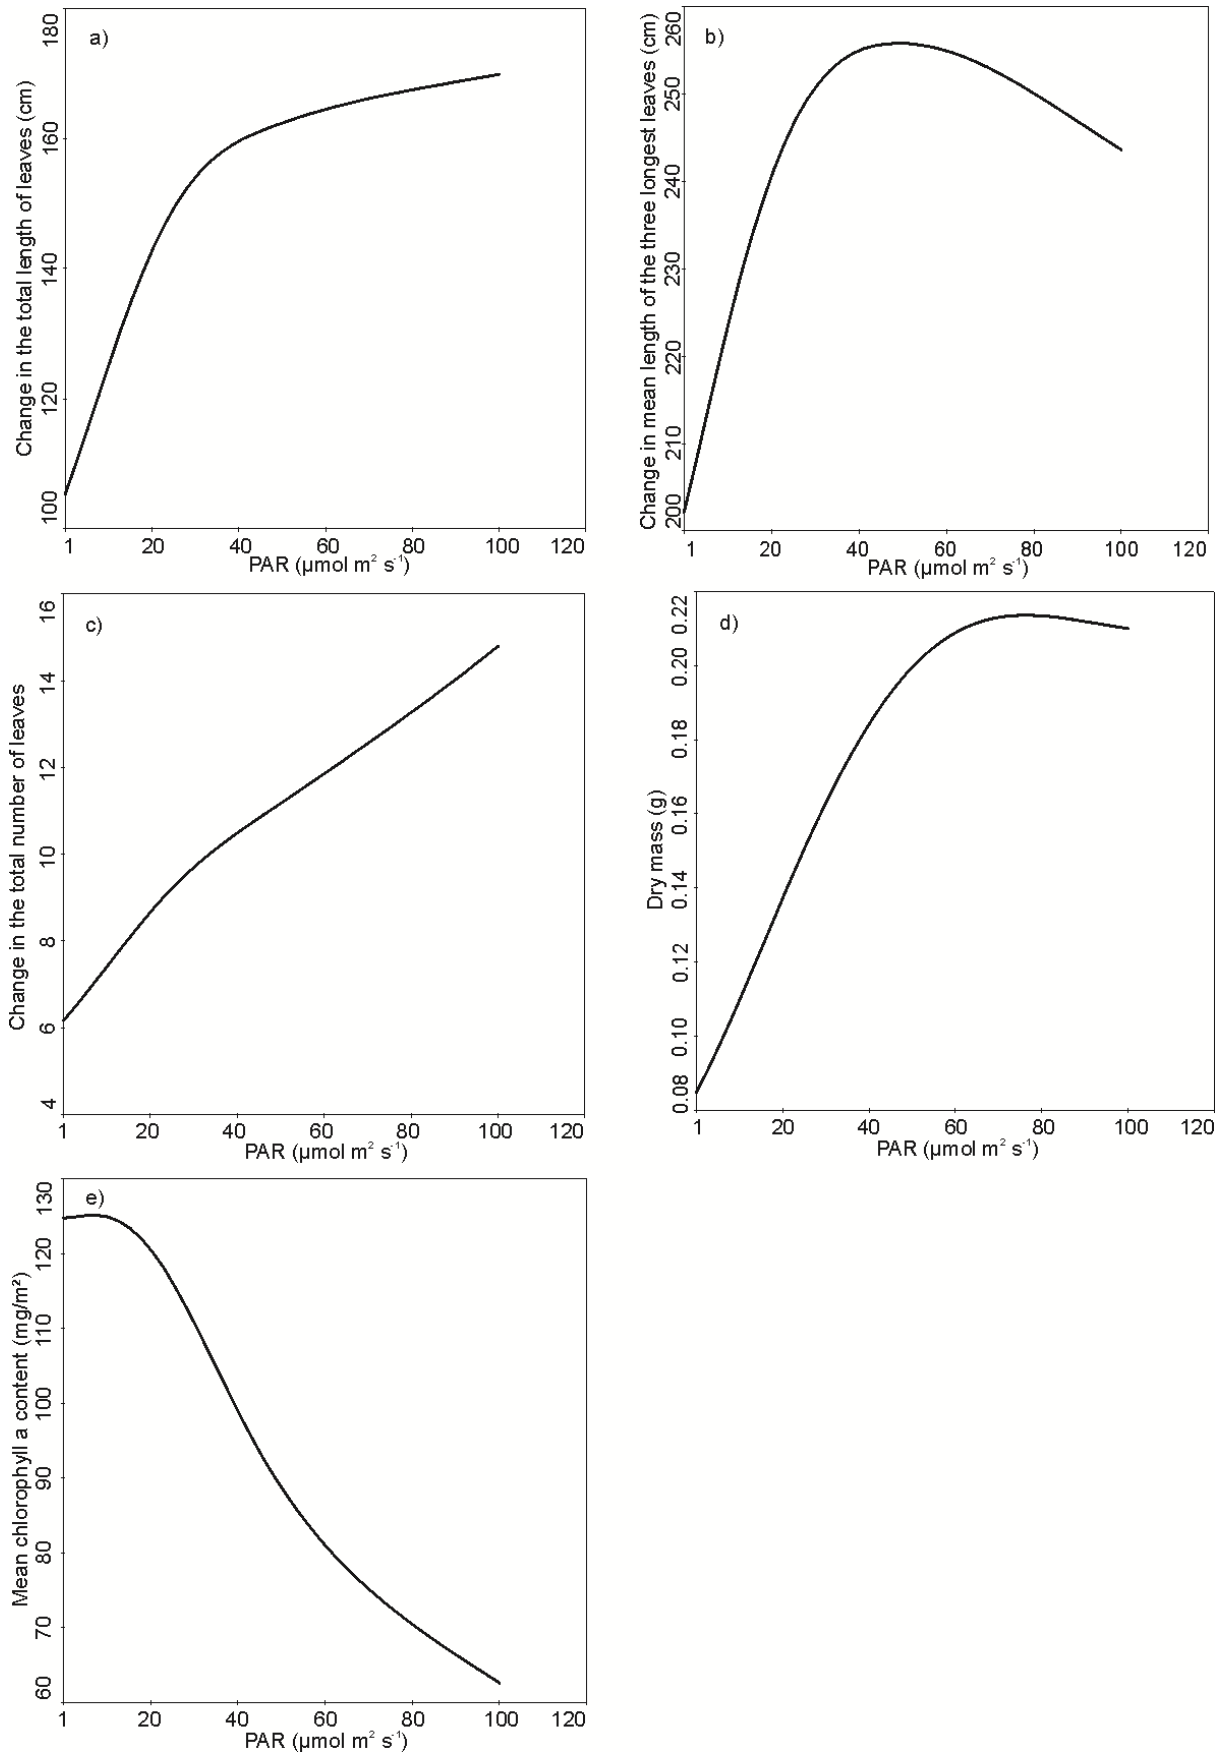 a)
Change in the total length of leaves (cm)
180
160
140
120
100
1 20 40 60 80 100 120
PAR (µmol m² s⁻¹)
b)
Change in mean length of the three longest leaves (cm)
260
250
240
230
220
210
200
1 20 40 60 80 100 120
PAR (µmol m² s⁻¹)
c)
Change in the total number of leaves
16
14
12
10
8
6
4
1 20 40 60 80 100 120
PAR (µmol m² s⁻¹)
d)
Dry mass (g)
0.22
0.20
0.18
0.16
0.14
0.12
0.10
0.08
1 20 40 60 80 100 120
PAR (µmol m² s⁻¹)
e)
Mean chlorophyll a content (mg/m²)
130
120
110
100
90
80
70
60
1 20 40 60 80 100 120
PAR (µmol m² s⁻¹)